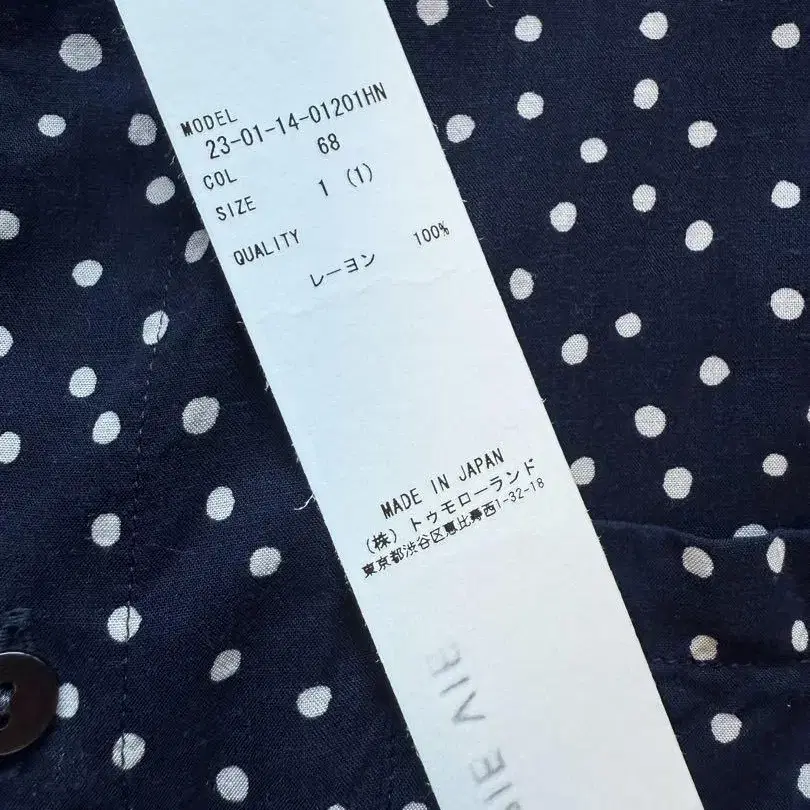 MODEL
23-01-14-01201HN
COL 68
SIZE 1 (1)
QUALITY
レーヨン 100%
MADE IN JAPAN
(株) トゥモローランド
東京都渋谷区恵比寿西1-32-18
VIE